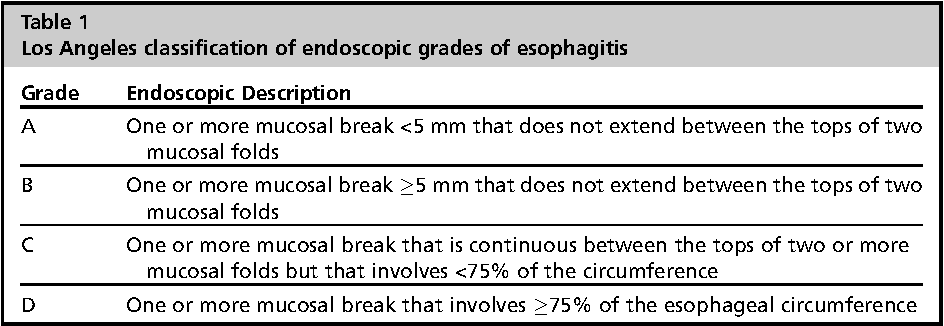 Table 1
Los Angeles classification of endoscopic grades of esophagitis
Grade Endoscopic Description
A One or more mucosal break <5 mm that does not extend between the tops of two
mucosal folds
B One or more mucosal break ≥5 mm that does not extend between the tops of two
mucosal folds
C One or more mucosal break that is continuous between the tops of two or more
mucosal folds but that involves <75% of the circumference
D One or more mucosal break that involves ≥75% of the esophageal circumference